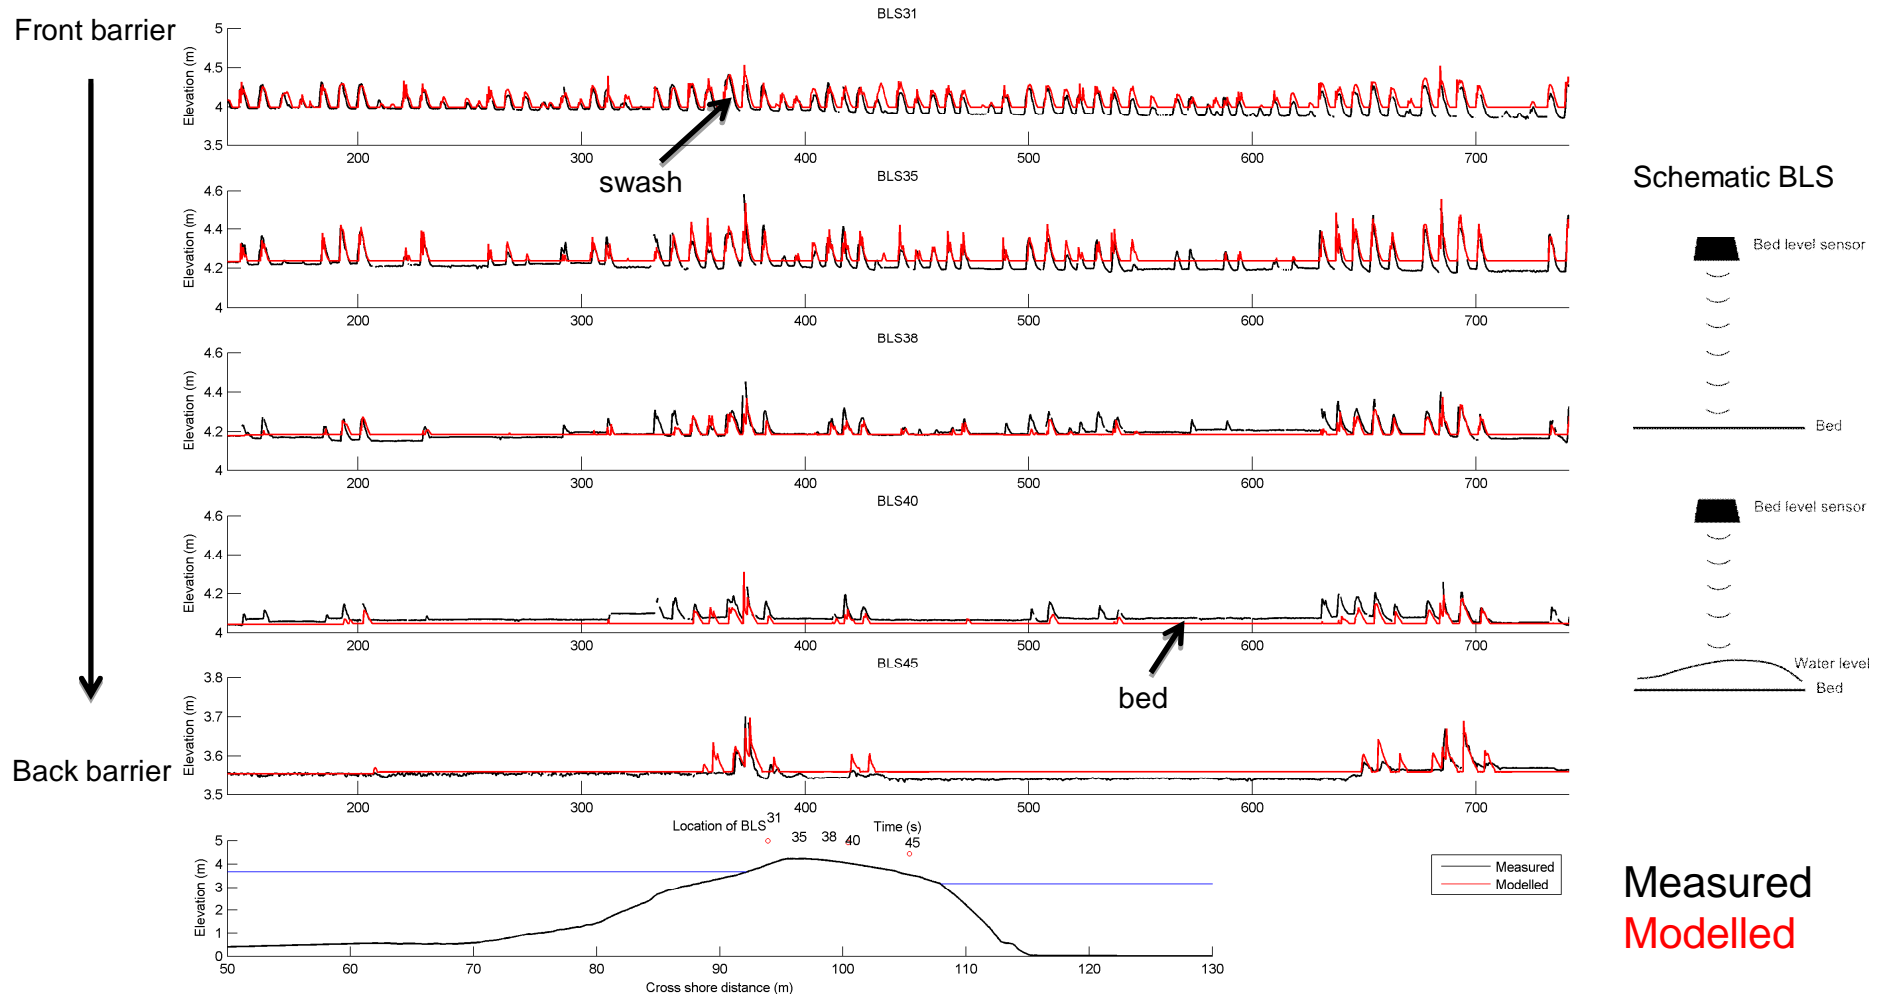 Front barrier
BLS31
Elevation (m)
5
4.5
4
3.5
200
300
400
500
600
700
swash
BLS35
Elevation (m)
4.6
4.4
4.2
4
200
300
400
500
600
700
BLS38
Elevation (m)
4.6
4.4
4.2
4
200
300
400
500
600
700
BLS40
Elevation (m)
4.6
4.4
4.2
4
200
300
400
500
600
700
bed
BLS45
Elevation (m)
3.8
3.7
3.6
3.5
200
300
400
500
600
700
Back barrier
Time (s)
Location of BLS
31
35
38
40
45
Elevation (m)
5
4
3
2
1
0
50
60
70
80
90
100
110
120
130
Cross shore distance (m)
Measured
Modelled
Schematic BLS
Bed level sensor
Bed
Bed level sensor
Water level
Bed
Measured
Modelled